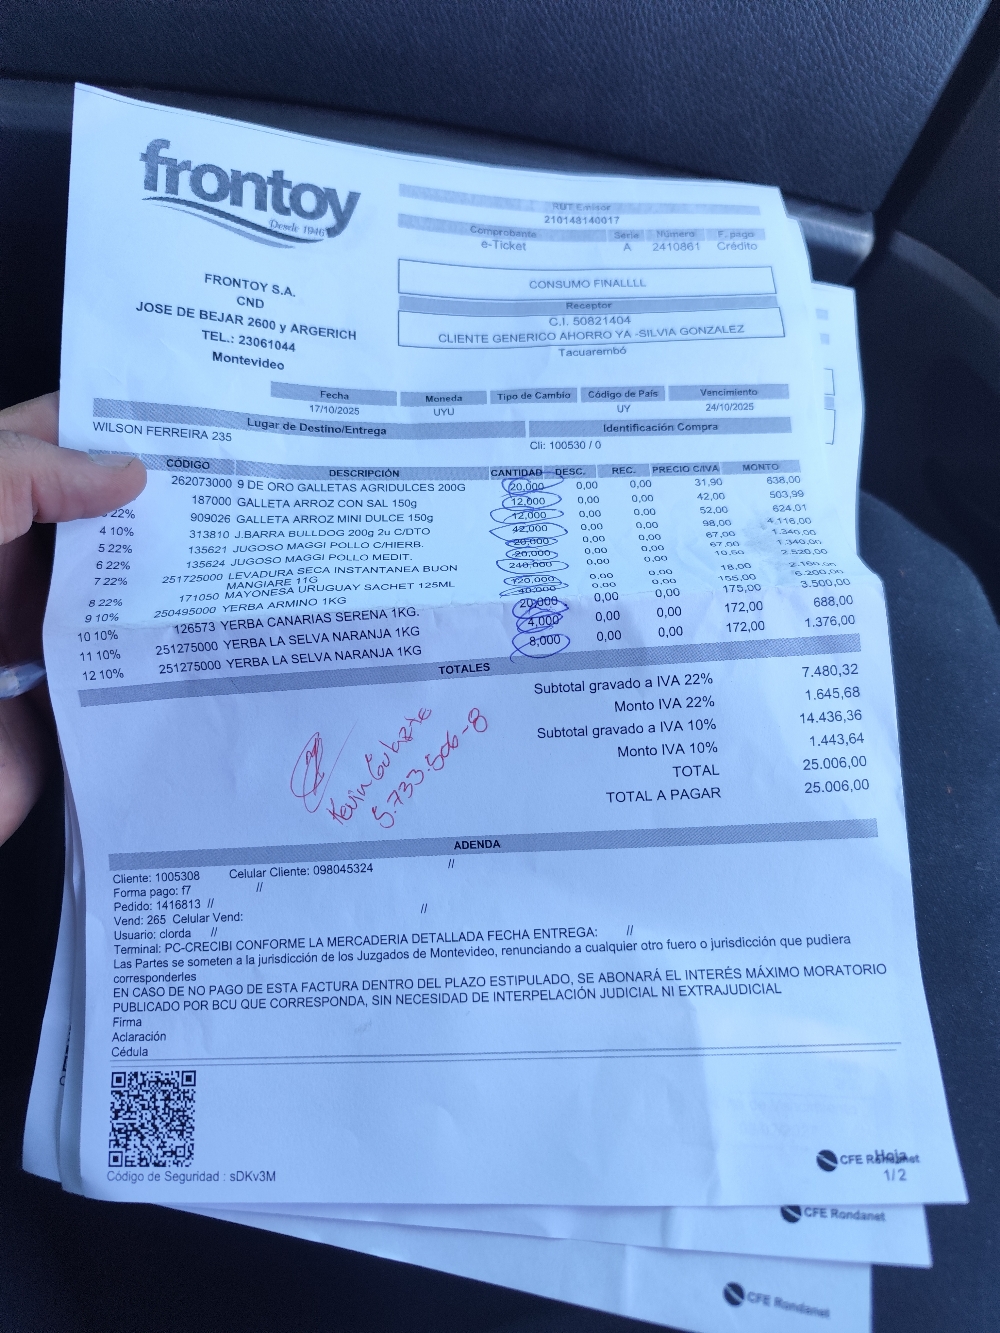 frontoy
Desde 1946
RUT Emisor
210148140017
Comprobante Serie Número F. pago
e-Ticket A 2410861 Crédito
CONSUMO FINALLLL
Receptor
C.I. 50821404
CLIENTE GENERICO AHORRO YA -SILVIA GONZALEZ
Tacuarembó
FRONTOY S.A.
CND
JOSE DE BEJAR 2600 y ARGERICH
TEL.: 23061044
Montevideo
Fecha Moneda Tipo de Cambio Código de País Vencimiento
17/10/2025 UYU UY 24/10/2025
Lugar de Destino/Entrega Identificación Compra
WILSON FERREIRA 235 Cli: 100530 / 0
CÓDIGO DESCRIPCIÓN CANTIDAD DESC. REC. PRECIO C/IVA MONTO
262073000 9 DE ORO GALLETAS AGRIDULCES 200G 20,000 0,00 0,00 31,90 638,00
187000 GALLETA ARROZ CON SAL 150g 12,000 0,00 0,00 42,00 503,99
22% 909026 GALLETA ARROZ MINI DULCE 150g 12,000 0,00 0,00 52,00 624,01
4 10% 313810 J.BARRA BULLDOG 200g 2u C/DTO 42,000 0,00 0,00 98,00 4.116,00
5 22% 135621 JUGOSO MAGGI POLLO C/HIERB. 20,000 0,00 0,00 67,00 1.340,00
6 22% 135624 JUGOSO MAGGI POLLO MEDIT. 20,000 0,00 0,00 67,00 1.340,00
7 22% 251725000 LEVADURA SECA INSTANTANEA BUON 240,000 0,00 0,00 10,50 2.520,00
MANGIARE 11G
8 22% 171050 MAYONESA URUGUAY SACHET 125ML 120,000 0,00 0,00 18,00 2.160,00
9 10% 250495000 YERBA ARMINO 1KG 40,000 0,00 0,00 155,00 6.200,00
10 10% 126573 YERBA CANARIAS SERENA 1KG. 20,000 0,00 0,00 175,00 3.500,00
11 10% 251275000 YERBA LA SELVA NARANJA 1KG 4,000 0,00 0,00 172,00 688,00
12 10% 251275000 YERBA LA SELVA NARANJA 1KG 8,000 0,00 0,00 172,00 1.376,00
TOTALES
Subtotal gravado a IVA 22% 7.480,32
Monto IVA 22% 1.645,68
Subtotal gravado a IVA 10% 14.436,36
Monto IVA 10% 1.443,64
TOTAL 25.006,00
TOTAL A PAGAR 25.006,00
Kevin
5.733.506-8
ADENDA
Cliente: 1005308 Celular Cliente: 098045324 //
Forma pago: f7 //
Pedido: 1416813 //
Vend: 265 Celular Vend: //
Usuario: clorda //
Terminal: PC-CRECIBI CONFORME LA MERCADERIA DETALLADA FECHA ENTREGA: //
Las Partes se someten a la jurisdicción de los Juzgados de Montevideo, renunciando a cualquier otro fuero o jurisdicción que pudiera
corresponderles
EN CASO DE NO PAGO DE ESTA FACTURA DENTRO DEL PLAZO ESTIPULADO, SE ABONARÁ EL INTERÉS MÁXIMO MORATORIO
PUBLICADO POR BCU QUE CORRESPONDA, SIN NECESIDAD DE INTERPELACIÓN JUDICIAL NI EXTRAJUDICIAL
Firma
Aclaración
Cédula
Código de Seguridad : sDKv3M
CFE Rondanet
Hoja
1/2
CFE Rondanet
CFE Rondanet